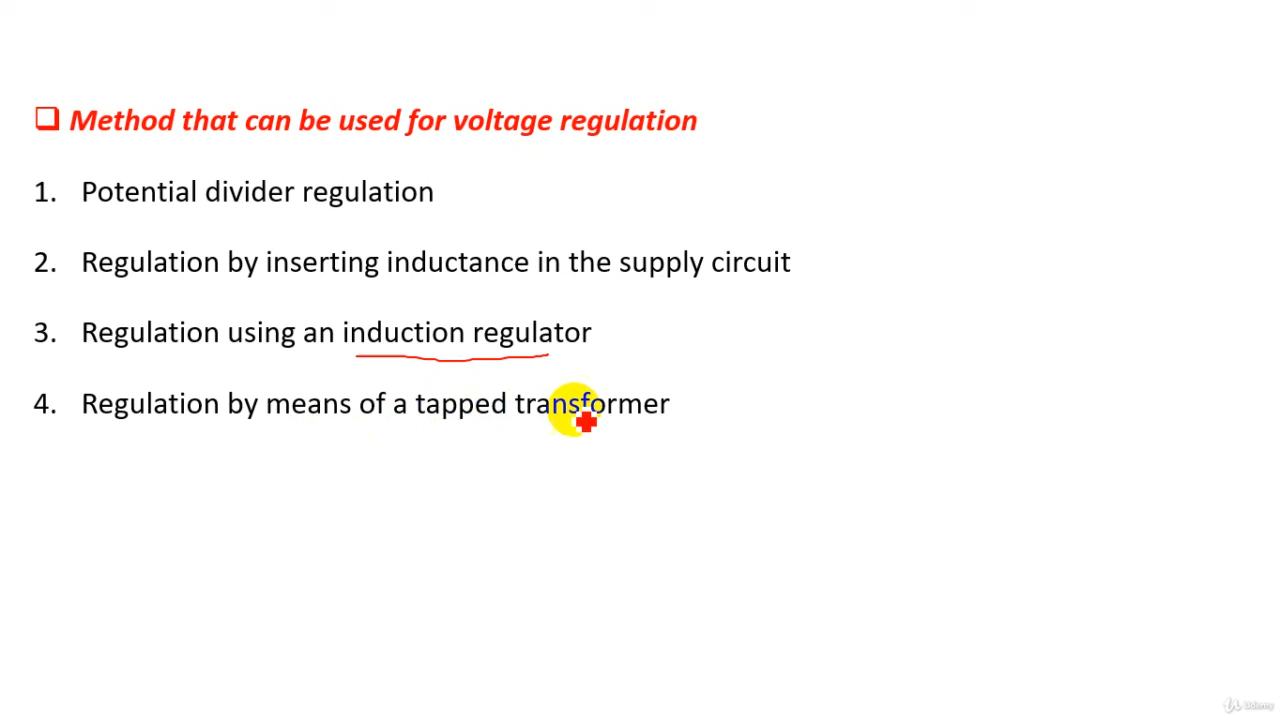 ❑ Method that can be used for voltage regulation
1. Potential divider regulation
2. Regulation by inserting inductance in the supply circuit
3. Regulation using an induction regulator
4. Regulation by means of a tapped transformer
Udemy